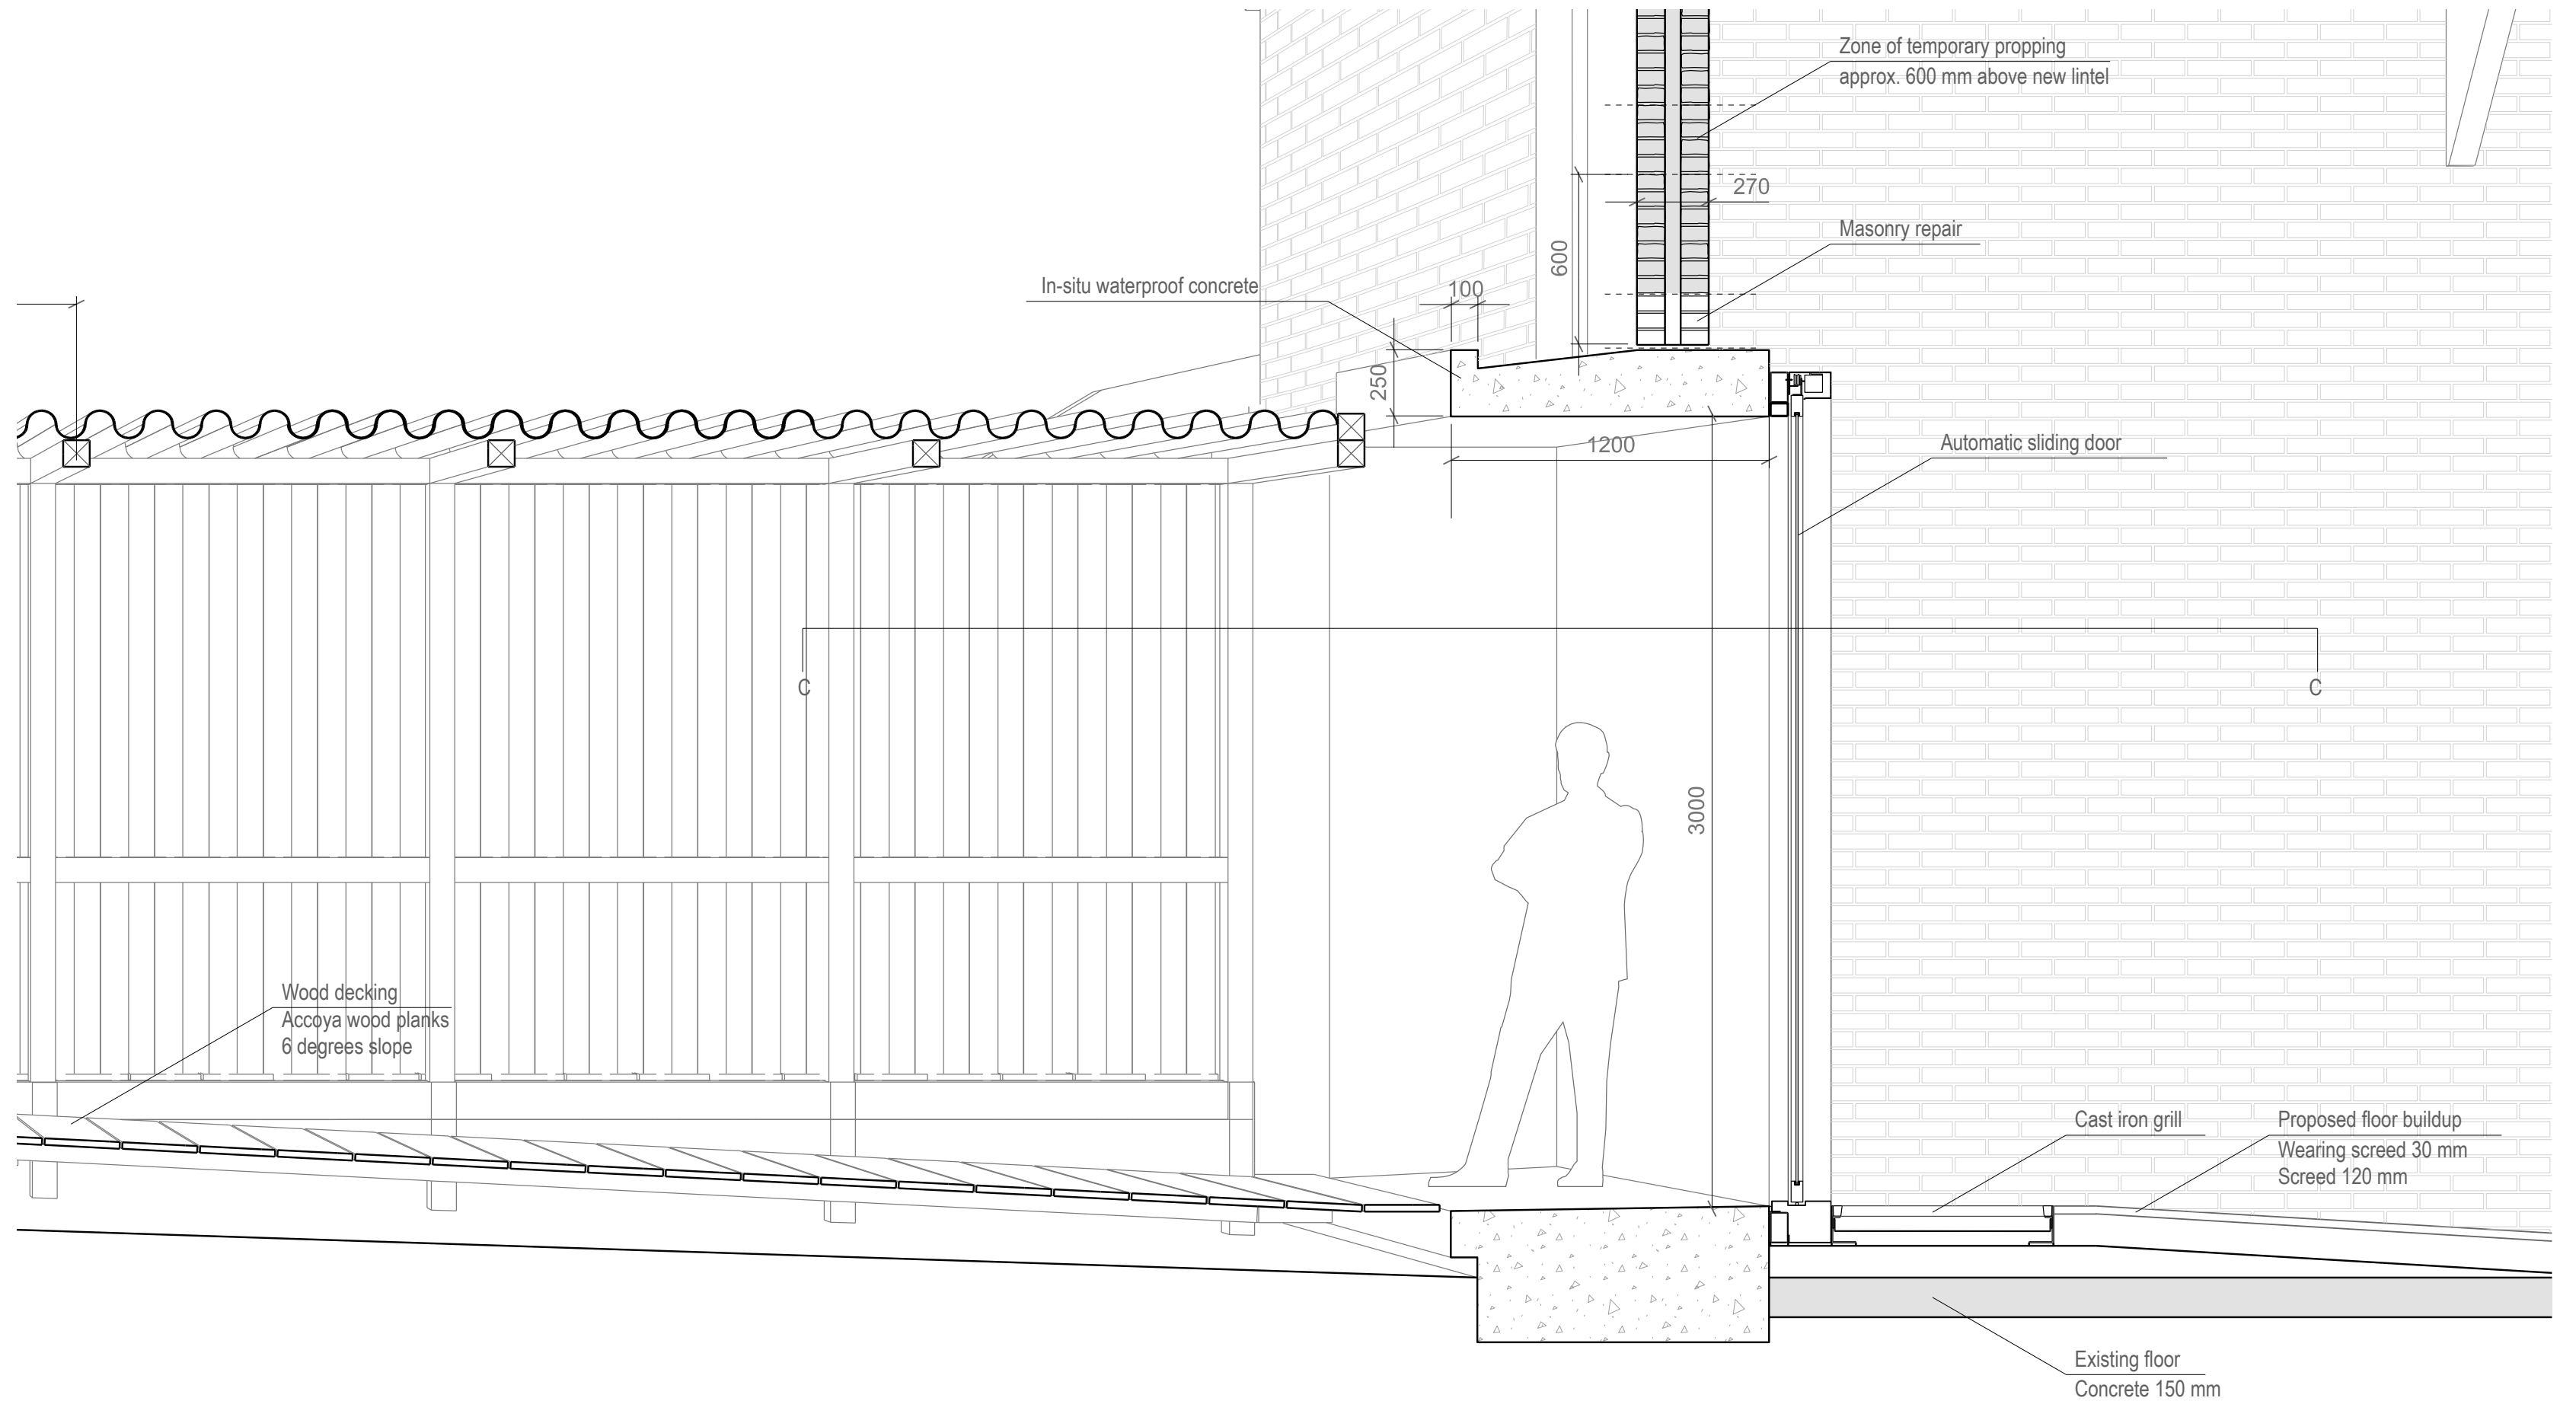 Zone of temporary propping
approx. 600 mm above new lintel
270
Masonry repair
600
In-situ waterproof concrete
100
250
1200
Automatic sliding door
C
C
3000
Wood decking
Accoya wood planks
6 degrees slope
Cast iron grill
Proposed floor buildup
Wearing screed 30 mm
Screed 120 mm
Existing floor
Concrete 150 mm